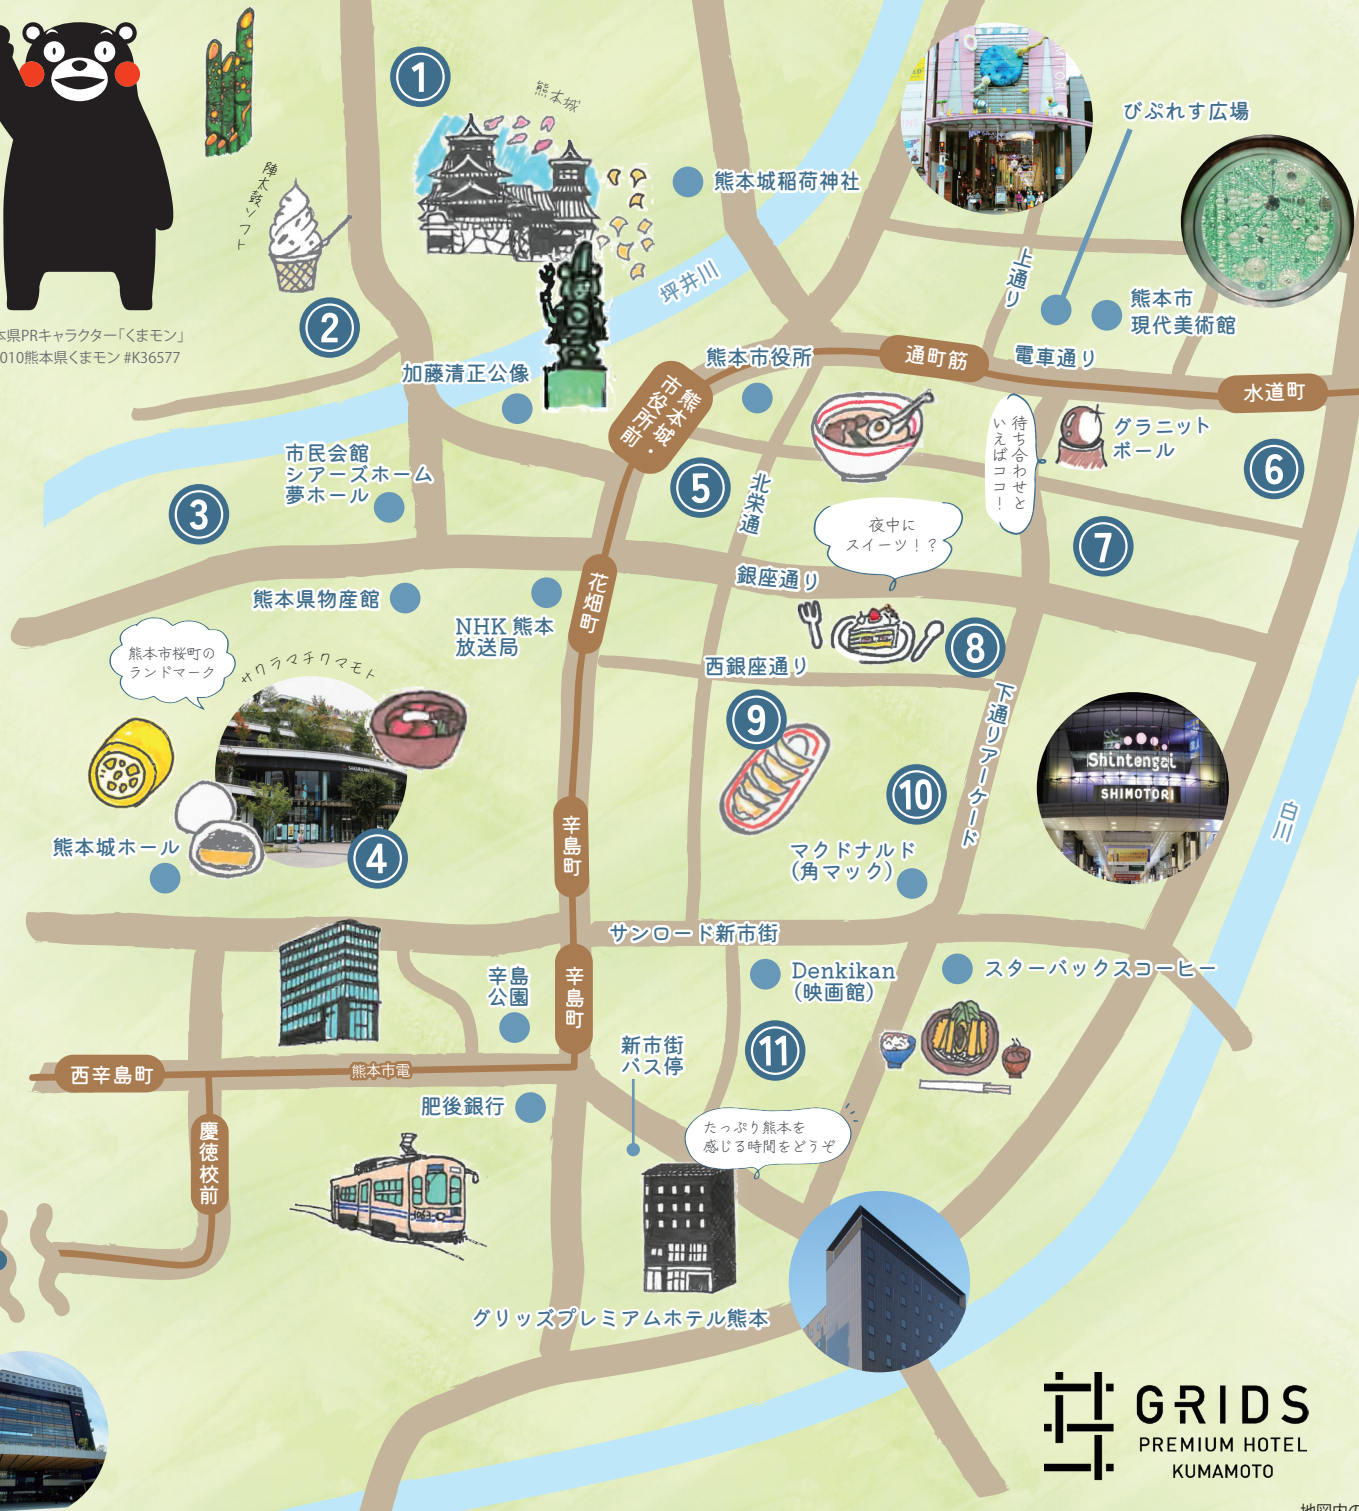 1
熊本城
陣太鼓ソフト
熊本城稲荷神社
びぷれす広場
坪井川
上通り
熊本市
現代美術館
2
本県PRキャラクター「くまモン」
010熊本県くまモン #K36577
加藤清正公像
熊本城・
市役所前
熊本市役所
通町筋
電車通り
水道町
市民会館
シアーズホーム
夢ホール
3
5
北栄通
待ち合わせと
いえばココ！
グラニット
ボール
6
7
夜中に
スイーツ！？
銀座通り
熊本県物産館
NHK 熊本
放送局
花畑町
8
西銀座通り
熊本市桜町の
ランドマーク
サクラマチクマモト
9
10
下通りアーケード
Shintengai
SHIMOTORI
白川
熊本城ホール
4
辛島町
マクドナルド
（角マック）
サンロード新市街
辛島
公園
辛島町
Denkikan
（映画館）
スターバックスコーヒー
11
新市街
バス停
西辛島町
熊本市電
慶徳校前
肥後銀行
たっぷり熊本を
感じる時間をどうぞ
グリッズプレミアムホテル熊本
GRIDS
PREMIUM HOTEL
KUMAMOTO